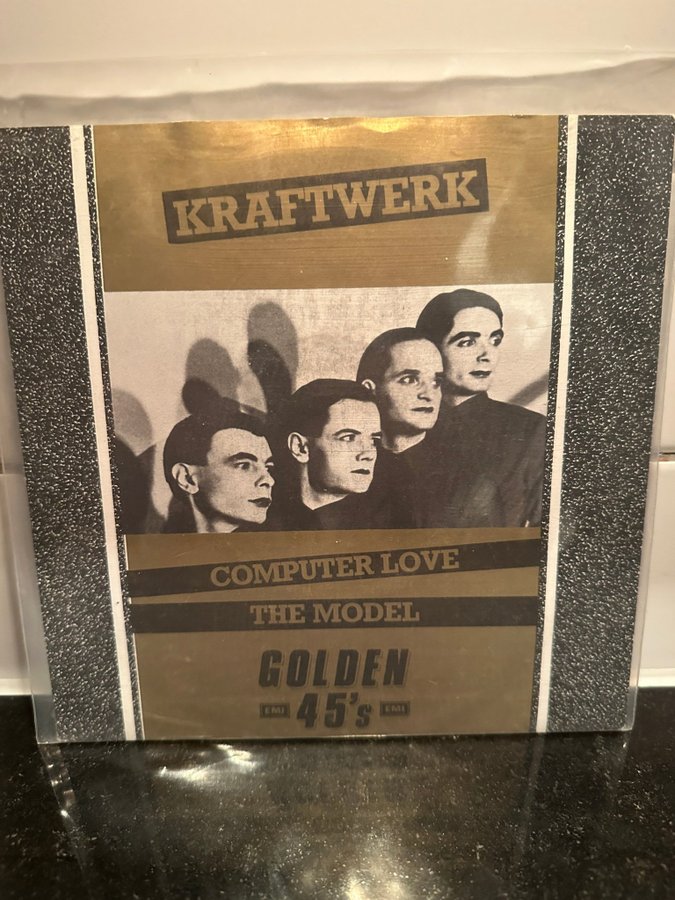 KRAFTWERK
COMPUTER LOVE
THE MODEL
GOLDEN
EMI 45's EMI